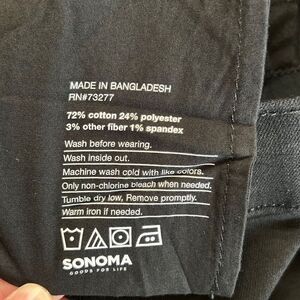 MADE IN BANGLADESH
RN#73277
72% cotton 24% polyester
3% other fiber 1% spandex
Wash before wearing.
Wash inside out.
Machine wash cold with like colors.
Only non-chlorine bleach when needed.
Tumble dry low, Remove promptly.
Warm iron if needed.
SONOMA
GOODS FOR LIFE